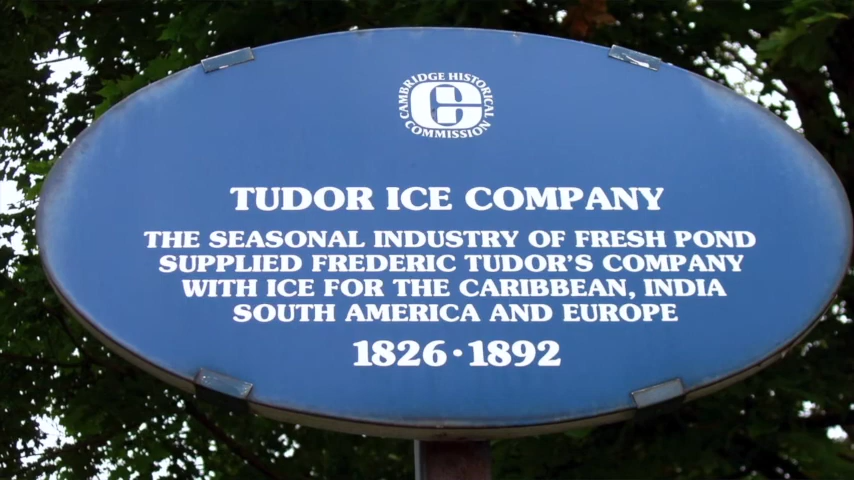 CAMBRIDGE HISTORICAL
COMMISSION
TUDOR ICE COMPANY
THE SEASONAL INDUSTRY OF FRESH POND
SUPPLIED FREDERIC TUDOR'S COMPANY
WITH ICE FOR THE CARIBBEAN, INDIA
SOUTH AMERICA AND EUROPE
1826·1892